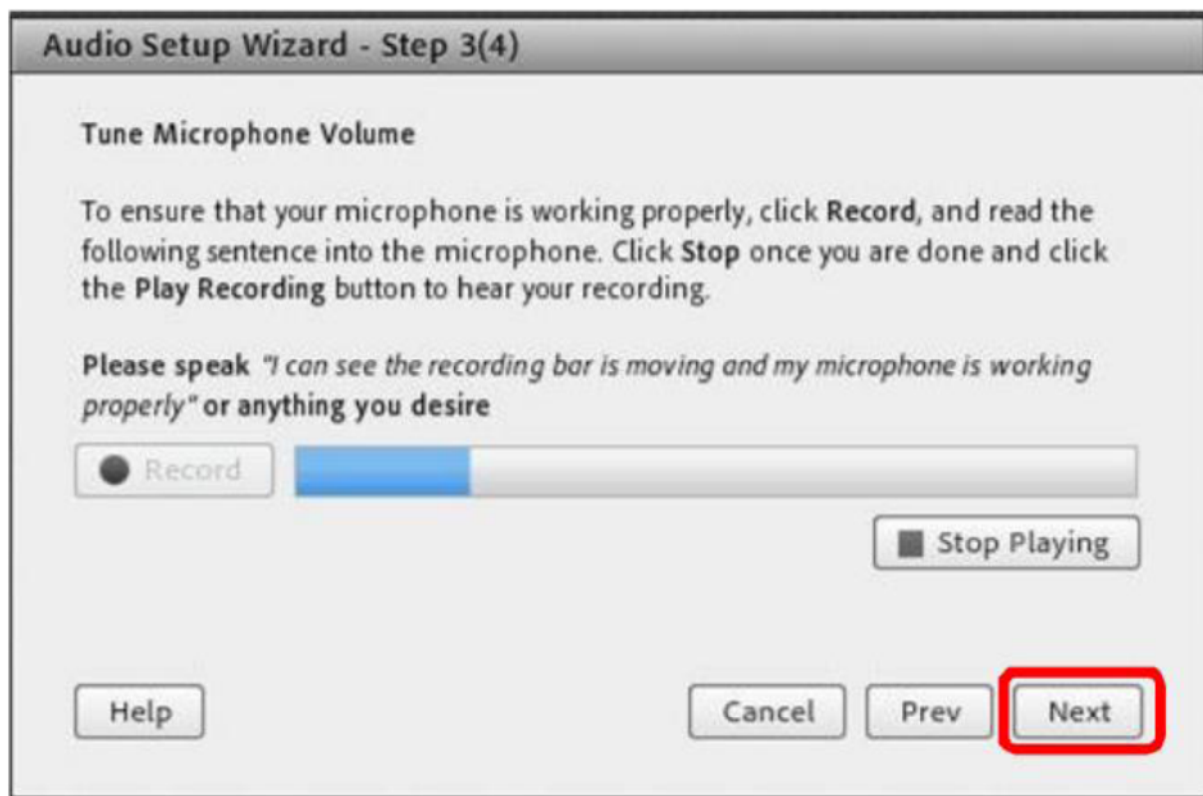 Audio Setup Wizard - Step 3(4)
Tune Microphone Volume
To ensure that your microphone is working properly, click Record, and read the
following sentence into the microphone. Click Stop once you are done and click
the Play Recording button to hear your recording.
Please speak "I can see the recording bar is moving and my microphone is working
properly" or anything you desire
Record
Stop Playing
Help Cancel Prev Next